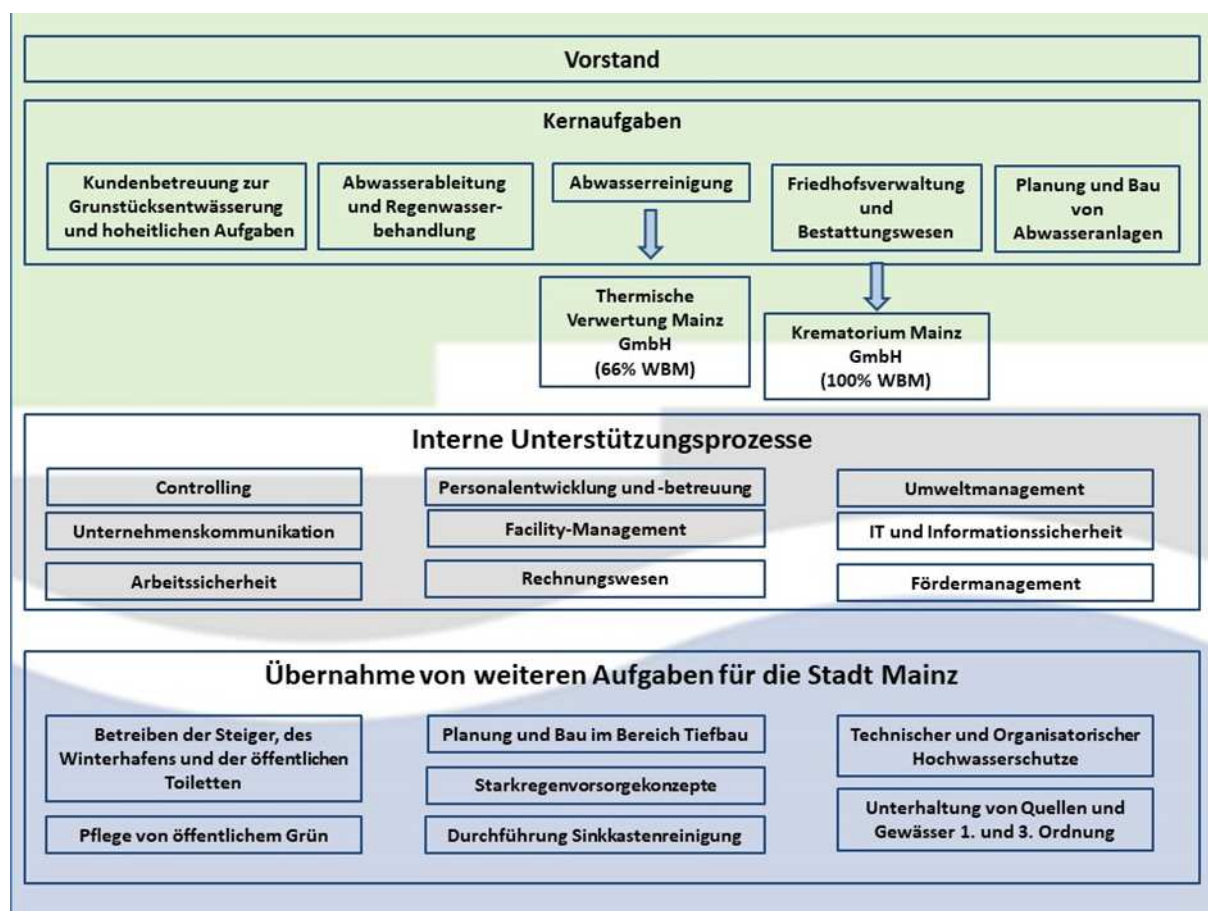 Vorstand
Kernaufgaben
Kundenbetreuung zur
Grunstücksentwässerung
und hoheitlichen Aufgaben
Abwasserableitung
und Regenwasser-
behandlung
Abwasserreinigung
Friedhofsverwaltung
und
Bestattungswesen
Planung und Bau
von
Abwasseranlagen
Thermische
Verwertung Mainz
GmbH
(66% WBM)
Krematorium Mainz
GmbH
(100% WBM)
Interne Unterstützungsprozesse
Controlling
Personalentwicklung und -betreuung
Umweltmanagement
Unternehmenskommunikation
Facility-Management
IT und Informationssicherheit
Arbeitssicherheit
Rechnungswesen
Fördermanagement
Übernahme von weiteren Aufgaben für die Stadt Mainz
Betreiben der Steiger, des
Winterhafens und der öffentlichen
Toiletten
Planung und Bau im Bereich Tiefbau
Technischer und Organisatorischer
Hochwasserschutze
Starkregenvorsorgekonzepte
Pflege von öffentlichem Grün
Durchführung Sinkkastenreinigung
Unterhaltung von Quellen und
Gewässer 1. und 3. Ordnung